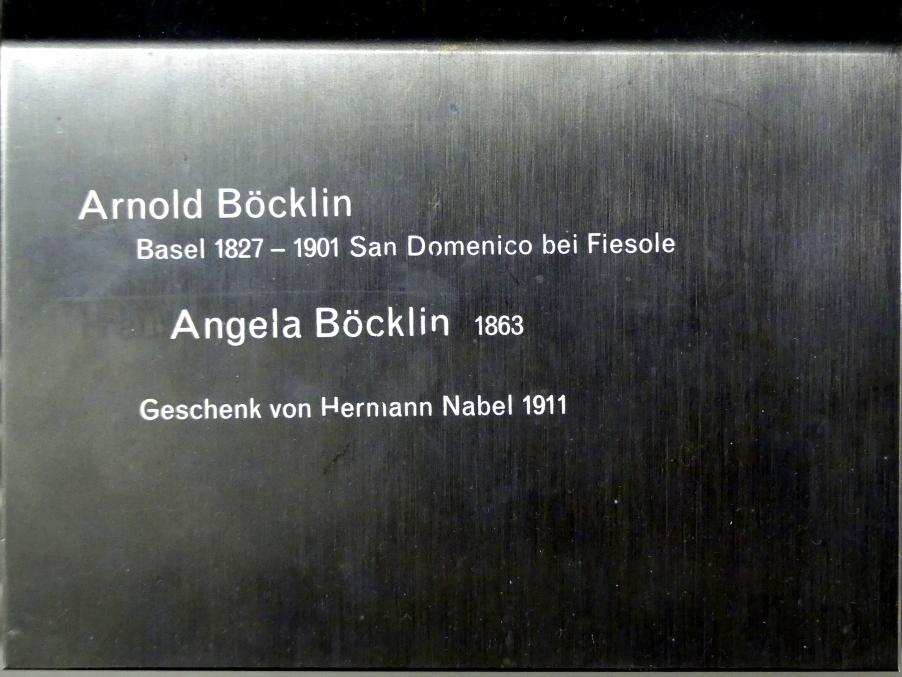 Arnold Böcklin
Basel 1827 – 1901 San Domenico bei Fiesole
Angela Böcklin 1863
Geschenk von Hermann Nabel 1911